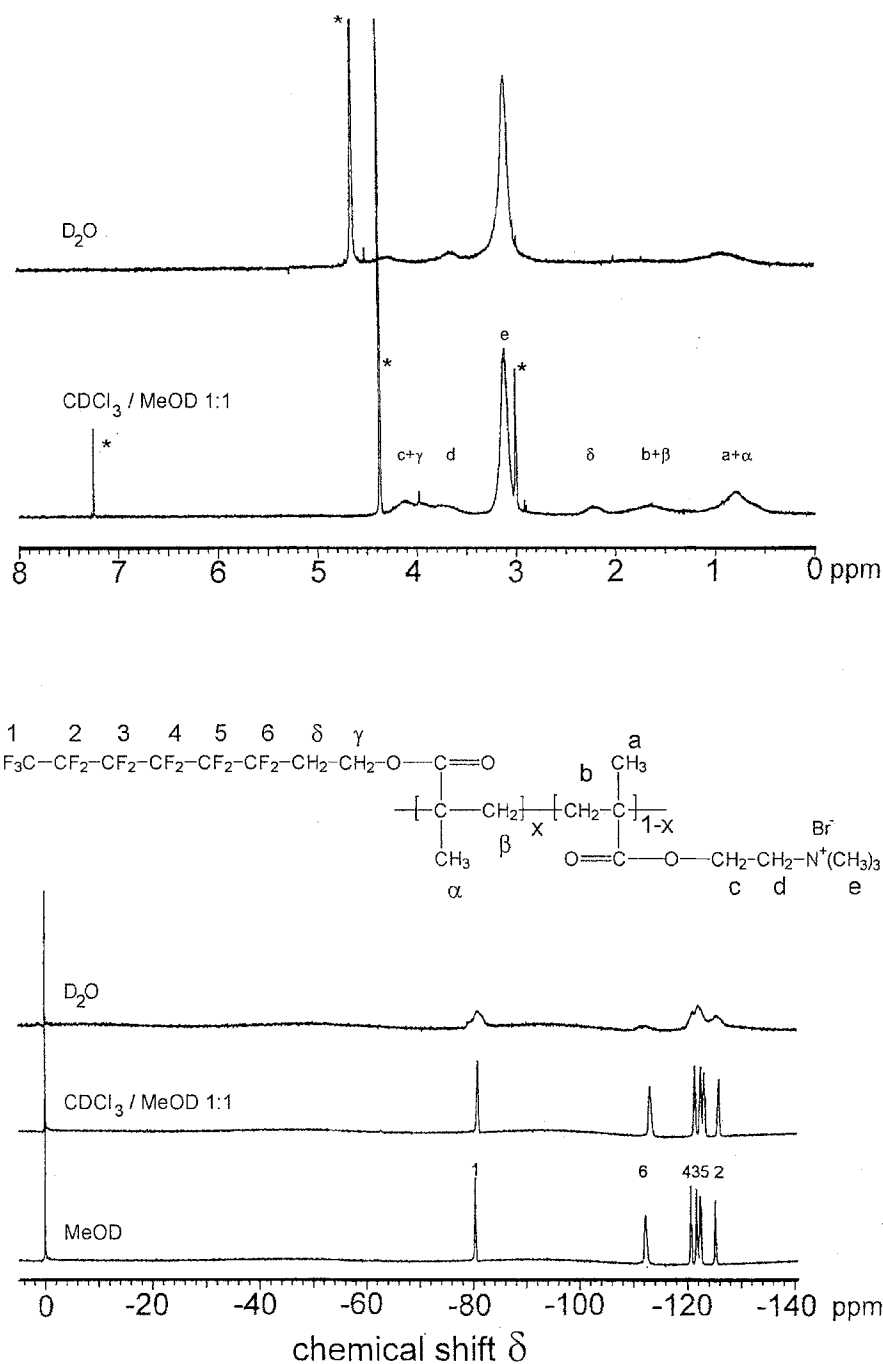 *
D₂O
e
*
*
CDCl₃ / MeOD 1:1
*
c+γ d δ b+β a+α
8 7 6 5 4 3 2 1 0 ppm
1 2 3 4 5 6 δ γ
F₃C-CF₂-CF₂-CF₂-CF₂-CF₂-CH₂-CH₂-O-C=O
a
b CH₃
-[C-CH₂]x-[CH₂-C]1-x-
β
CH₃
α
Br⁻
O=C-O-CH₂-CH₂-N⁺(CH₃)₃
c d e
D₂O
CDCl₃ / MeOD 1:1
1 6 435 2
MeOD
0 -20 -40 -60 -80 -100 -120 -140 ppm
chemical shift δ